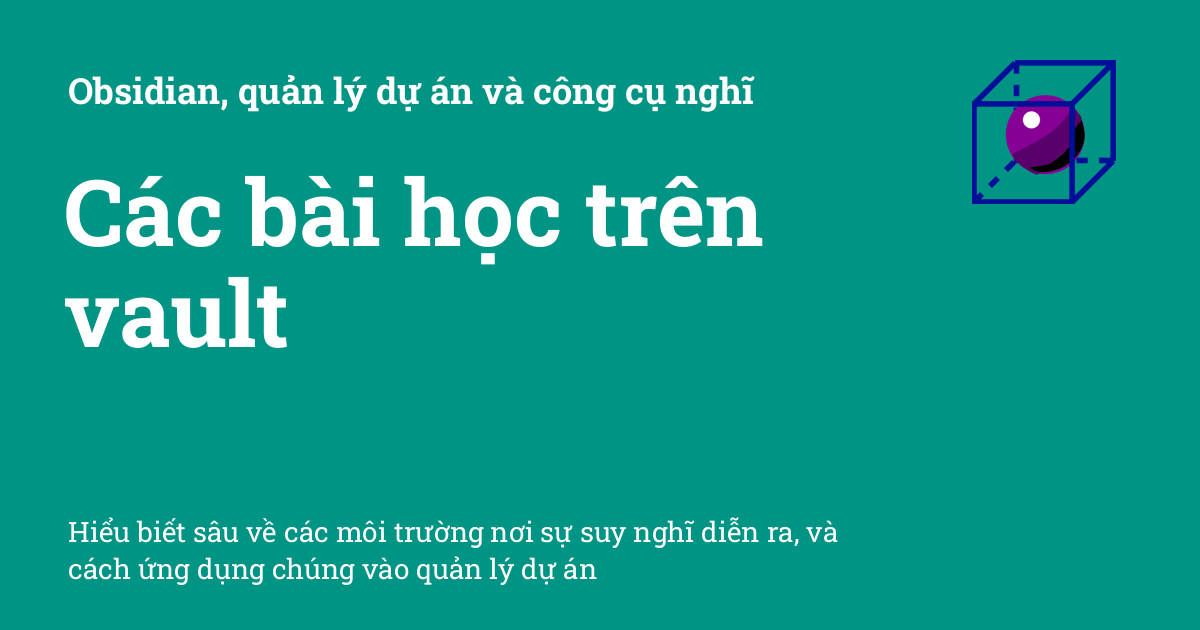 Obsidian, quản lý dự án và công cụ nghĩ
Các bài học trên
vault
Hiểu biết sâu về các môi trường nơi sự suy nghĩ diễn ra, và
cách ứng dụng chúng vào quản lý dự án